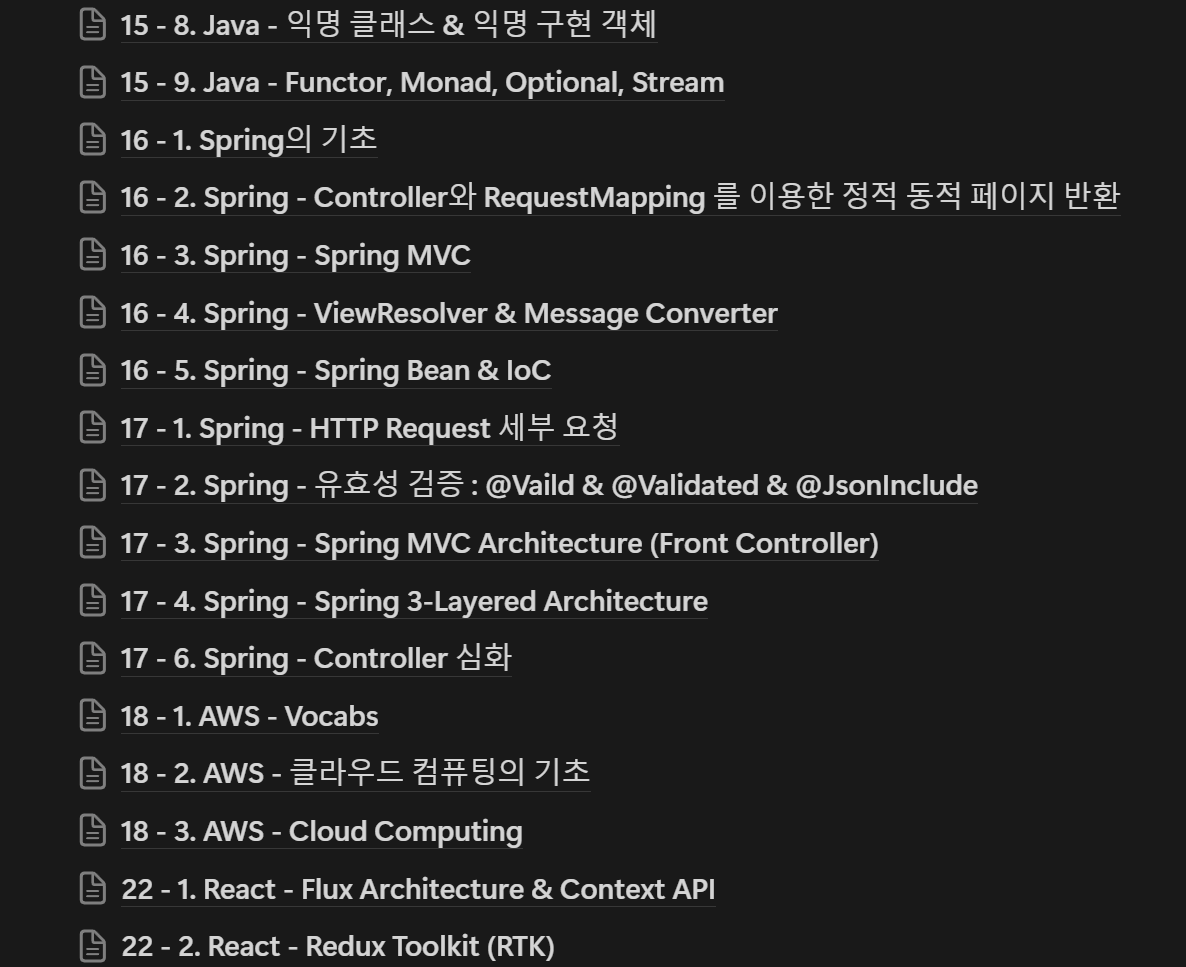 15 - 8. Java - 익명 클래스 & 익명 구현 객체
15 - 9. Java - Functor, Monad, Optional, Stream
16 - 1. Spring의 기초
16 - 2. Spring - Controller와 RequestMapping 를 이용한 정적 동적 페이지 반환
16 - 3. Spring - Spring MVC
16 - 4. Spring - ViewResolver & Message Converter
16 - 5. Spring - Spring Bean & IoC
17 - 1. Spring - HTTP Request 세부 요청
17 - 2. Spring - 유효성 검증 : @Vaild & @Validated & @JsonInclude
17 - 3. Spring - Spring MVC Architecture (Front Controller)
17 - 4. Spring - Spring 3-Layered Architecture
17 - 6. Spring - Controller 심화
18 - 1. AWS - Vocabs
18 - 2. AWS - 클라우드 컴퓨팅의 기초
18 - 3. AWS - Cloud Computing
22 - 1. React - Flux Architecture & Context API
22 - 2. React - Redux Toolkit (RTK)